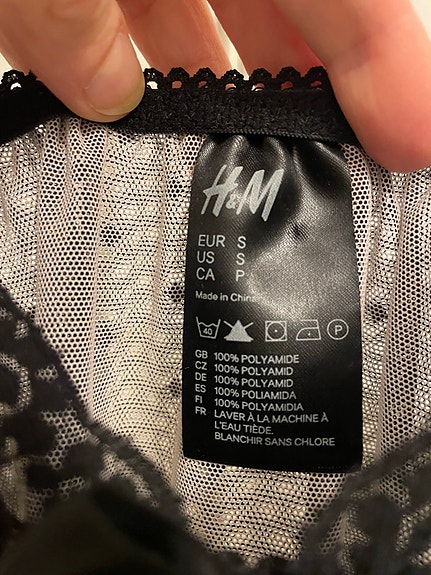 H&M
EUR S
US S
CA P
Made in China
40 P
GB 100% POLYAMIDE
CZ 100% POLYAMID
DE 100% POLYAMID
ES 100% POLIAMIDA
FI 100% POLYAMIDIA
FR LAVER À LA MACHINE À
L'EAU TIÈDE.
BLANCHIR SANS CHLORE